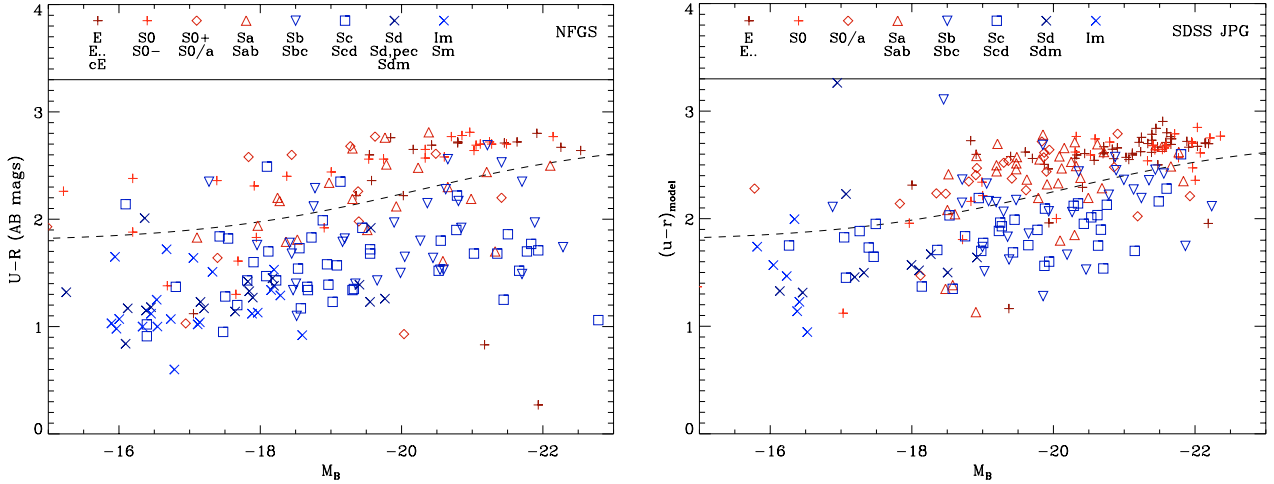 NFGS
E S0 S0+ Sa Sb Sc Sd Im
E.. S0− S0/a Sab Sbc Scd Sd,pec Sm
cE Sdm
U−R (AB mags)
4
3
2
1
0
−16 −18 −20 −22
M_B
SDSS JPG
E S0 S0/a Sa Sb Sc Sd Im
E.. Sab Sbc Scd Sdm
(u−r)model
4
3
2
1
0
−16 −18 −20 −22
M_B